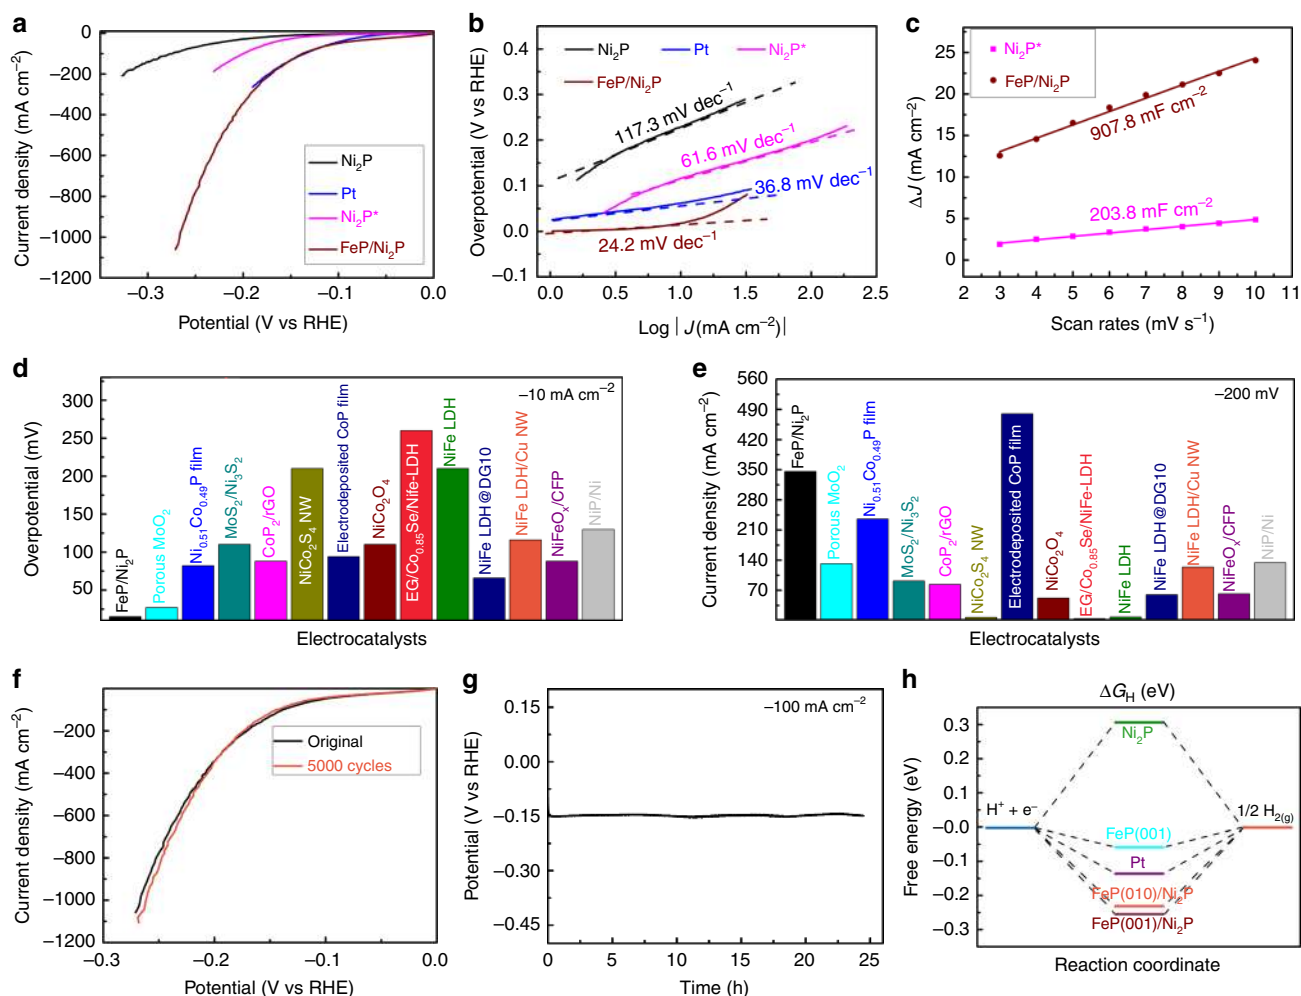 a
Current density (mA cm⁻²)
0
−200
−400
−600
−800
−1000
−1200
−0.3
−0.2
−0.1
0.0
Potential (V vs RHE)
Ni₂P
Pt
Ni₂P*
FeP/Ni₂P
b
Overpotential (V vs RHE)
0.4
0.3
0.2
0.1
0.0
−0.1
Ni₂P
Pt
Ni₂P*
FeP/Ni₂P
117.3 mV dec⁻¹
61.6 mV dec⁻¹
36.8 mV dec⁻¹
24.2 mV dec⁻¹
0.0
0.5
1.0
1.5
2.0
2.5
Log |J(mA cm⁻²)|
c
ΔJ (mA cm⁻²)
25
20
15
10
5
0
Ni₂P*
FeP/Ni₂P
907.8 mF cm⁻²
203.8 mF cm⁻²
2
3
4
5
6
7
8
9
10
11
Scan rates (mV s⁻¹)
d
Overpotential (mV)
300
250
200
150
100
50
−10 mA cm⁻²
FeP/Ni₂P
Porous MoO₂
Ni₀.₅₁Co₀.₄₉P film
MoS₂/Ni₃S₂
CoP₂/rGO
NiCo₂S₄ NW
Electrodeposited CoP film
NiCo₂O₄
EG/Co₀.₈₅Se/Nife-LDH
NiFe LDH
NiFe LDH@DG10
NiFe LDH/Cu NW
NiFeOₓ/CFP
NiP/Ni
Electrocatalysts
e
Current density (mA cm⁻²)
560
490
420
350
280
210
140
70
−200 mV
FeP/Ni₂P
Porous MoO₂
Ni₀.₅₁Co₀.₄₉P film
MoS₂/Ni₃S₂
CoP₂/rGO
NiCo₂S₄ NW
Electrodeposited CoP film
NiCo₂O₄
EG/Co₀.₈₅Se/NiFe-LDH
NiFe LDH
NiFe LDH@DG10
NiFe LDH/Cu NW
NiFeOₓ/CFP
NiP/Ni
Electrocatalysts
f
Current density (mA cm⁻²)
−200
−400
−600
−800
−1000
−1200
Original
5000 cycles
−0.3
−0.2
−0.1
0.0
Potential (V vs RHE)
g
Potential (V vs RHE)
0.15
0.00
−0.15
−0.30
−0.45
−100 mA cm⁻²
0
5
10
15
20
25
Time (h)
h
ΔG_H (eV)
Free energy (eV)
0.3
0.2
0.1
−0.0
−0.1
−0.2
−0.3
H⁺ + e⁻
Ni₂P
1/2 H₂₍g₎
FeP(001)
Pt
FeP(010)/Ni₂P
FeP(001)/Ni₂P
Reaction coordinate